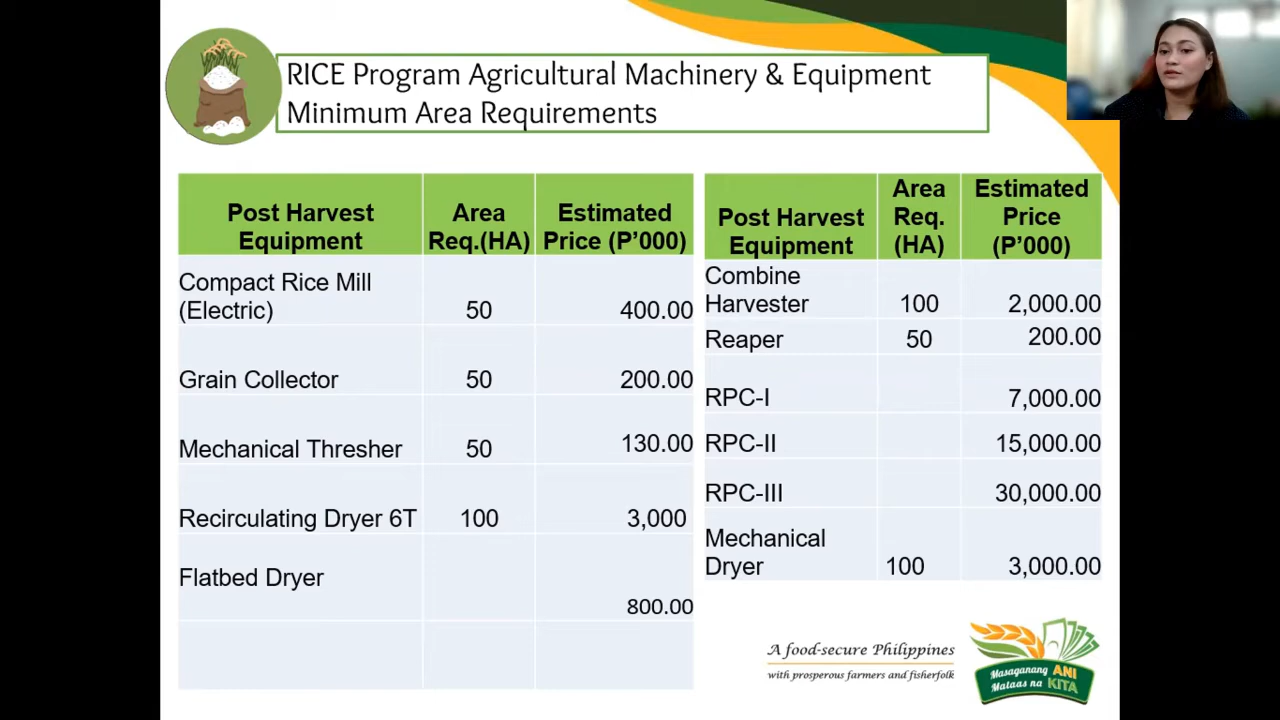 RICE Program Agricultural Machinery & Equipment
Minimum Area Requirements
Post Harvest Equipment Area Req.(HA) Estimated Price (P’000)
Compact Rice Mill (Electric) 50 400.00
Grain Collector 50 200.00
Mechanical Thresher 50 130.00
Recirculating Dryer 6T 100 3,000
Flatbed Dryer 800.00
Post Harvest Equipment Area Req. (HA) Estimated Price (P’000)
Combine Harvester 100 2,000.00
Reaper 50 200.00
RPC-I 7,000.00
RPC-II 15,000.00
RPC-III 30,000.00
Mechanical Dryer 100 3,000.00
A food-secure Philippines
with prosperous farmers and fisherfolk
Masaganang ANI
Mataas na KITA